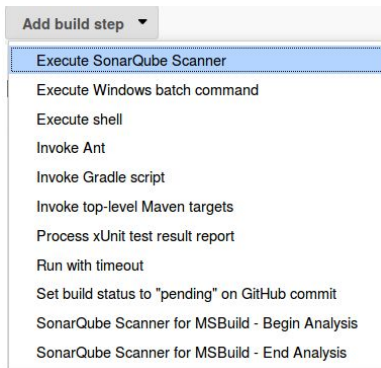 Add build step
Execute SonarQube Scanner
Execute Windows batch command
Execute shell
Invoke Ant
Invoke Gradle script
Invoke top-level Maven targets
Process xUnit test result report
Run with timeout
Set build status to "pending" on GitHub commit
SonarQube Scanner for MSBuild - Begin Analysis
SonarQube Scanner for MSBuild - End Analysis